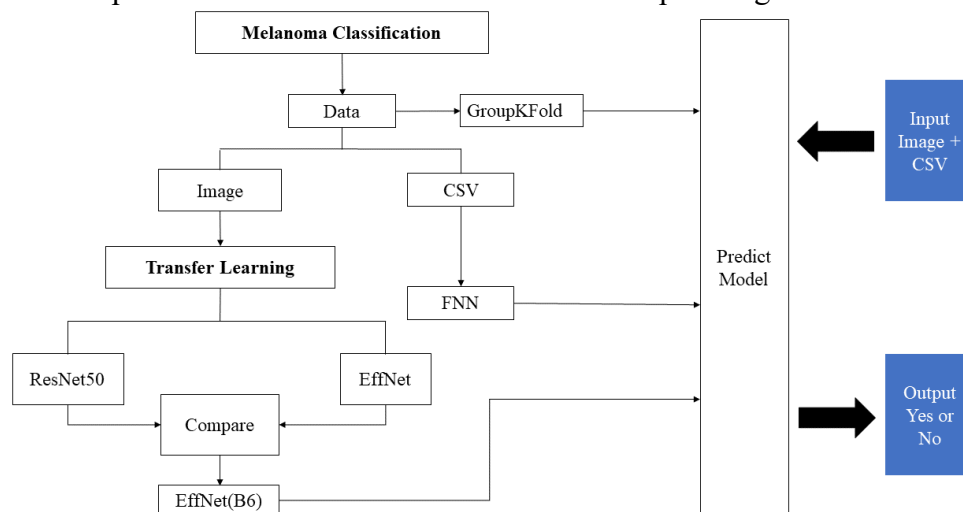 Melanoma Classification
Data
GroupKFold
Input
Image +
CSV
Image
CSV
Transfer Learning
Predict
Model
FNN
ResNet50
EffNet
Compare
Output
Yes or
No
EffNet(B6)